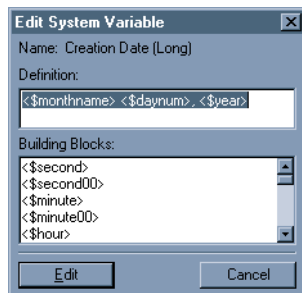 Edit System Variable
Name: Creation Date (Long)
Definition:
<$monthname> <$daynum>, <$year>
Building Blocks:
<$second>
<$second00>
<$minute>
<$minute00>
<$hour>
Edit
Cancel